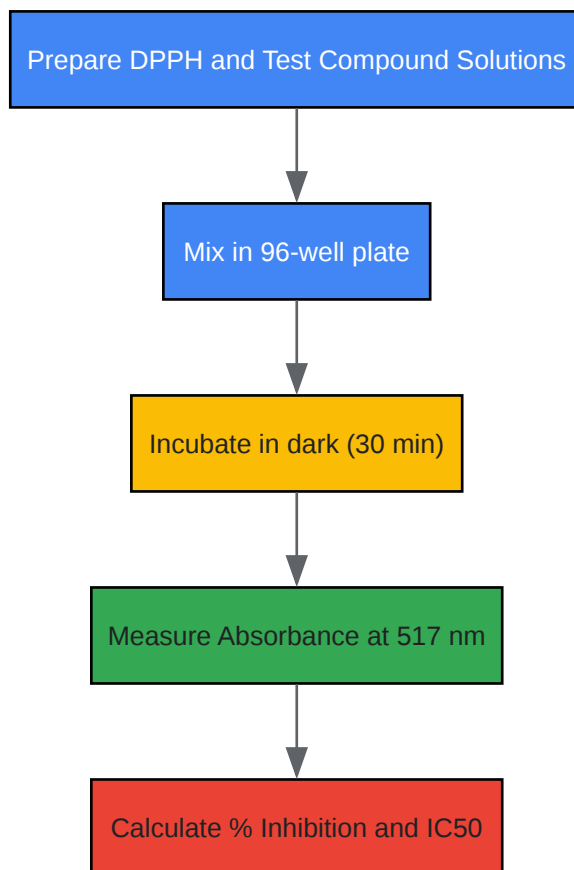 Prepare DPPH and Test Compound Solutions
Mix in 96-well plate
Incubate in dark (30 min)
Measure Absorbance at 517 nm
Calculate % Inhibition and IC50